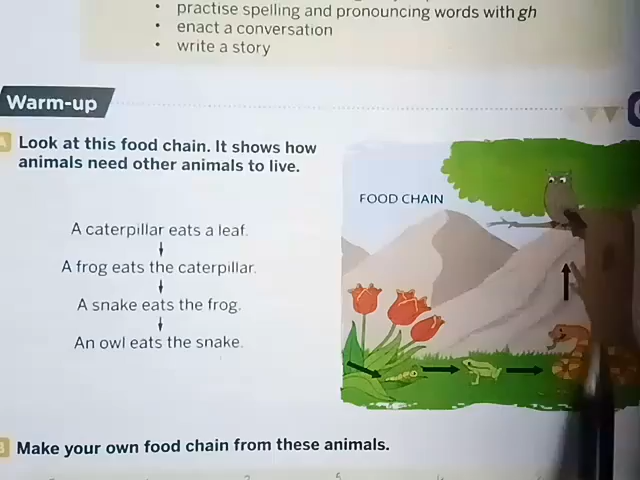 • practise spelling and pronouncing words with gh
• enact a conversation
• write a story
Warm-up
A Look at this food chain. It shows how
animals need other animals to live.
A caterpillar eats a leaf.
A frog eats the caterpillar.
A snake eats the frog.
An owl eats the snake.
FOOD CHAIN
B Make your own food chain from these animals.